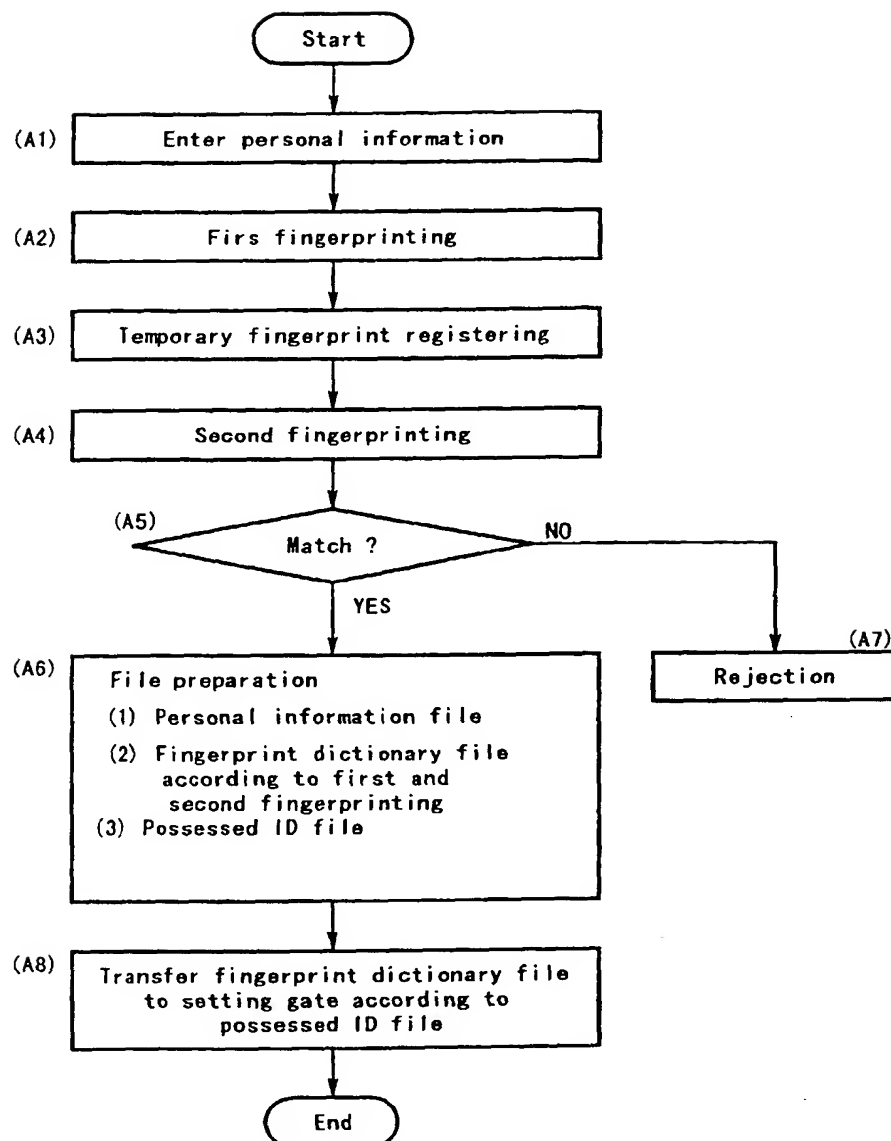 Start
(A1) Enter personal information
(A2) Firs fingerprinting
(A3) Temporary fingerprint registering
(A4) Second fingerprinting
(A5) Match ?
NO
YES
(A6) File preparation
(1) Personal information file
(2) Fingerprint dictionary file
according to first and
second fingerprinting
(3) Possessed ID file
(A7)
Rejection
(A8) Transfer fingerprint dictionary file
to setting gate according to
possessed ID file
End